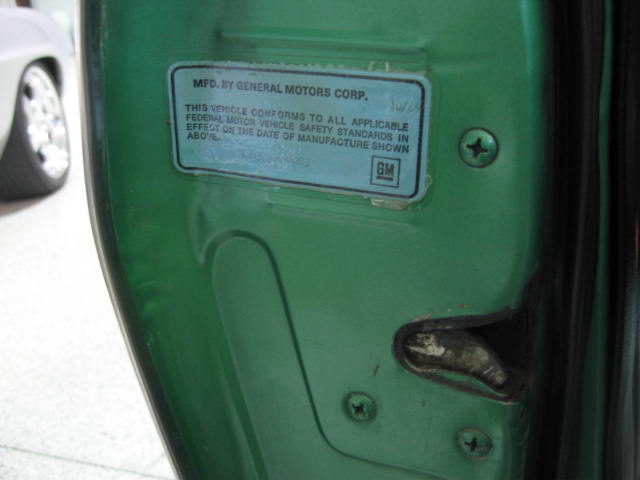 MFD. BY GENERAL MOTORS CORP.
THIS VEHICLE CONFORMS TO ALL APPLICABLE
FEDERAL MOTOR VEHICLE SAFETY STANDARDS IN
EFFECT ON THE DATE OF MANUFACTURE SHOWN
ABOVE.
GM